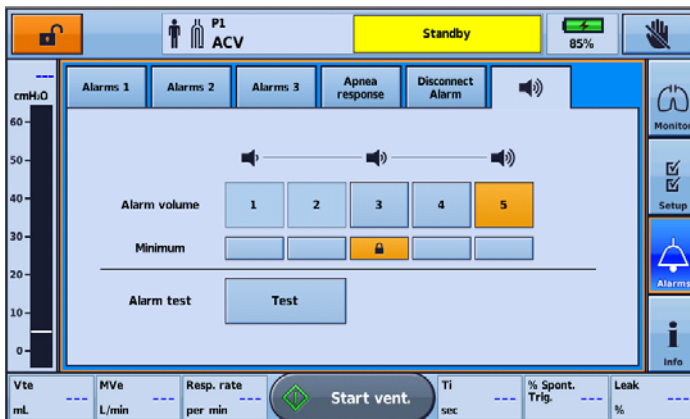 P1
ACV
Standby
85%
---
cmH₂O
60
50
40
30
20
10
0
Alarms 1
Alarms 2
Alarms 3
Apnea
response
Disconnect
Alarm
Alarm volume
1
2
3
4
5
Minimum
Alarm test
Test
Monitor
Setup
Alarms
Info
Vte
---
mL
MVe
---
L/min
Resp. rate
---
per min
Start vent.
Ti
---
sec
% Spont.
Trig.
---
Leak
---
%